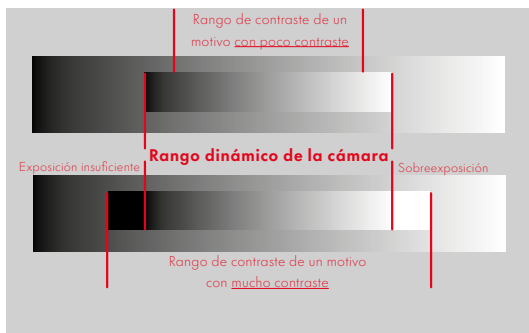 Rango de contraste de un
motivo con poco contraste
Rango dinámico de la cámara
Exposición insuficiente
Sobreexposición
Rango de contraste de un motivo
con mucho contraste